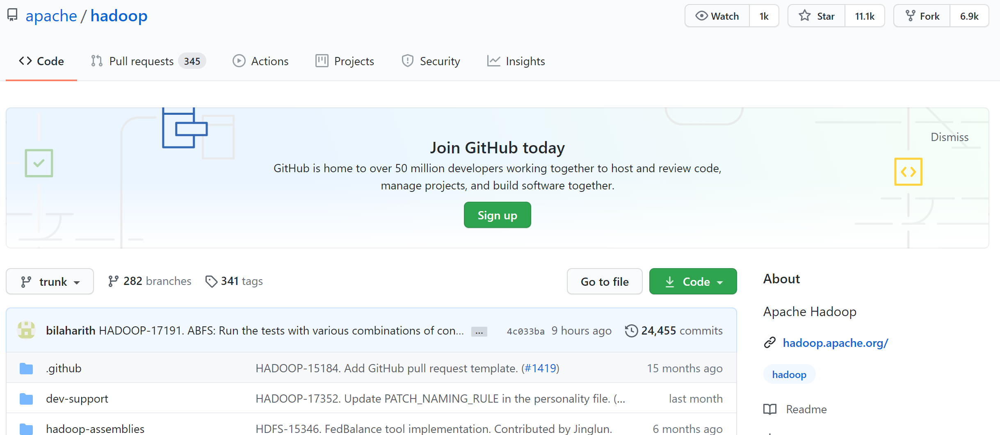 apache / hadoop
Watch 1k Star 11.1k Fork 6.9k
Code Pull requests 345 Actions Projects Security Insights
Dismiss
Join GitHub today
GitHub is home to over 50 million developers working together to host and review code,
manage projects, and build software together.
Sign up
trunk 282 branches 341 tags Go to file Code
bilaharith HADOOP-17191. ABFS: Run the tests with various combinations of con... ... 4c033ba 9 hours ago 24,455 commits
.github HADOOP-15184. Add GitHub pull request template. (#1419) 15 months ago
dev-support HADOOP-17352. Update PATCH_NAMING_RULE in the personality file. (... last month
hadoop-assemblies HDFS-15346. FedBalance tool implementation. Contributed by Jinglun. 6 months ago
About
Apache Hadoop
hadoop.apache.org/
hadoop
Readme